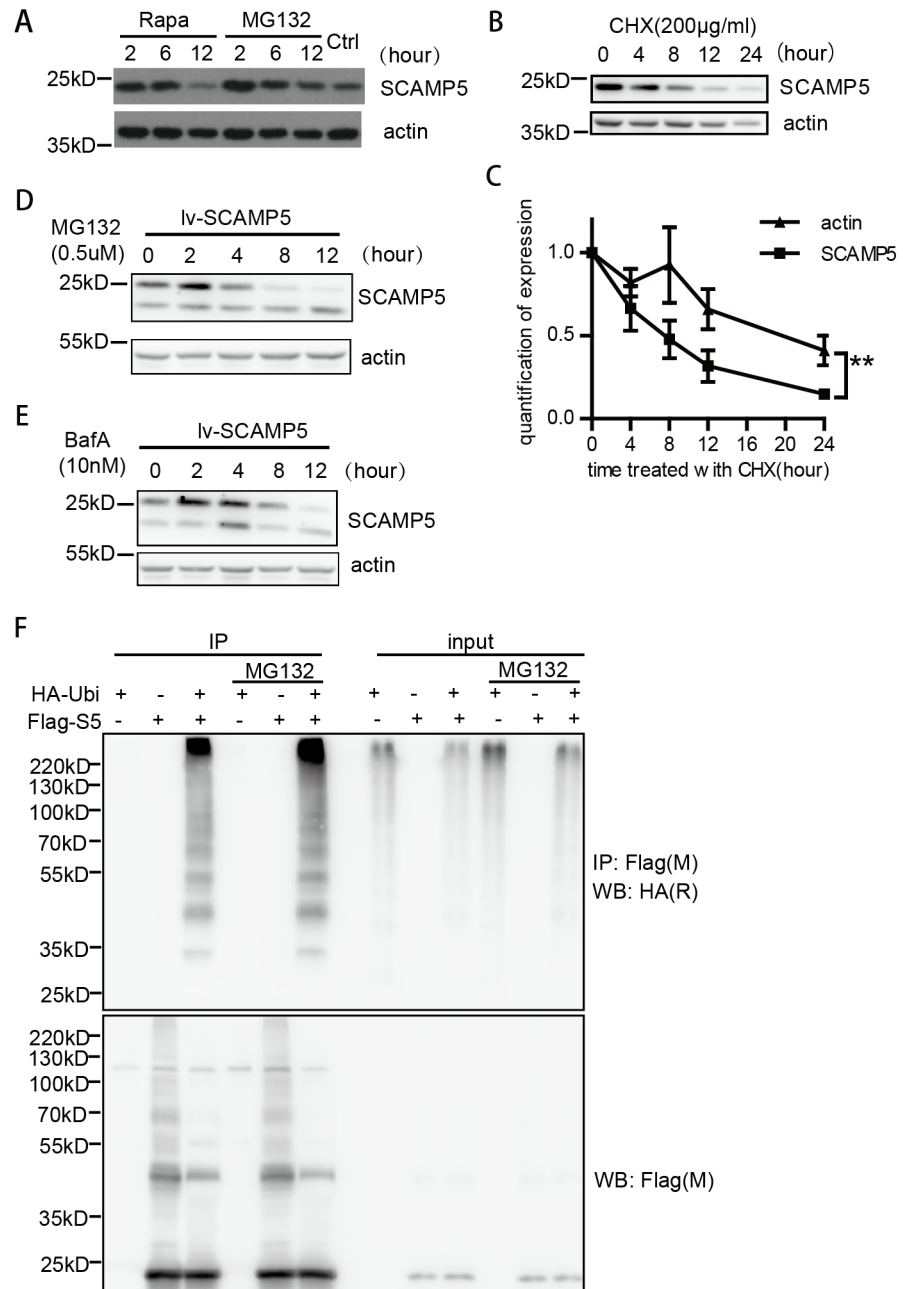 A
Rapa MG132 Ctrl
2 6 12 2 6 12 (hour)
25kD SCAMP5
actin
35kD
B
CHX(200μg/ml)
0 4 8 12 24 (hour)
25kD SCAMP5
35kD actin
C
quantification of expression
1.0
0.5
0.0
0 4 8 12 16 20 24
time treated with CHX(hour)
actin
SCAMP5
**
D
lv-SCAMP5
MG132
(0.5uM) 0 2 4 8 12 (hour)
25kD SCAMP5
55kD actin
E
lv-SCAMP5
BafA
(10nM) 0 2 4 8 12 (hour)
25kD SCAMP5
55kD actin
F
IP input
MG132 MG132
HA-Ubi + - + + - + + - + + - +
Flag-S5 - + + - + + - + + - + +
220kD
130kD
100kD
70kD
55kD
35kD
25kD
IP: Flag(M)
WB: HA(R)
220kD
130kD
100kD
70kD
55kD
35kD
25kD
WB: Flag(M)